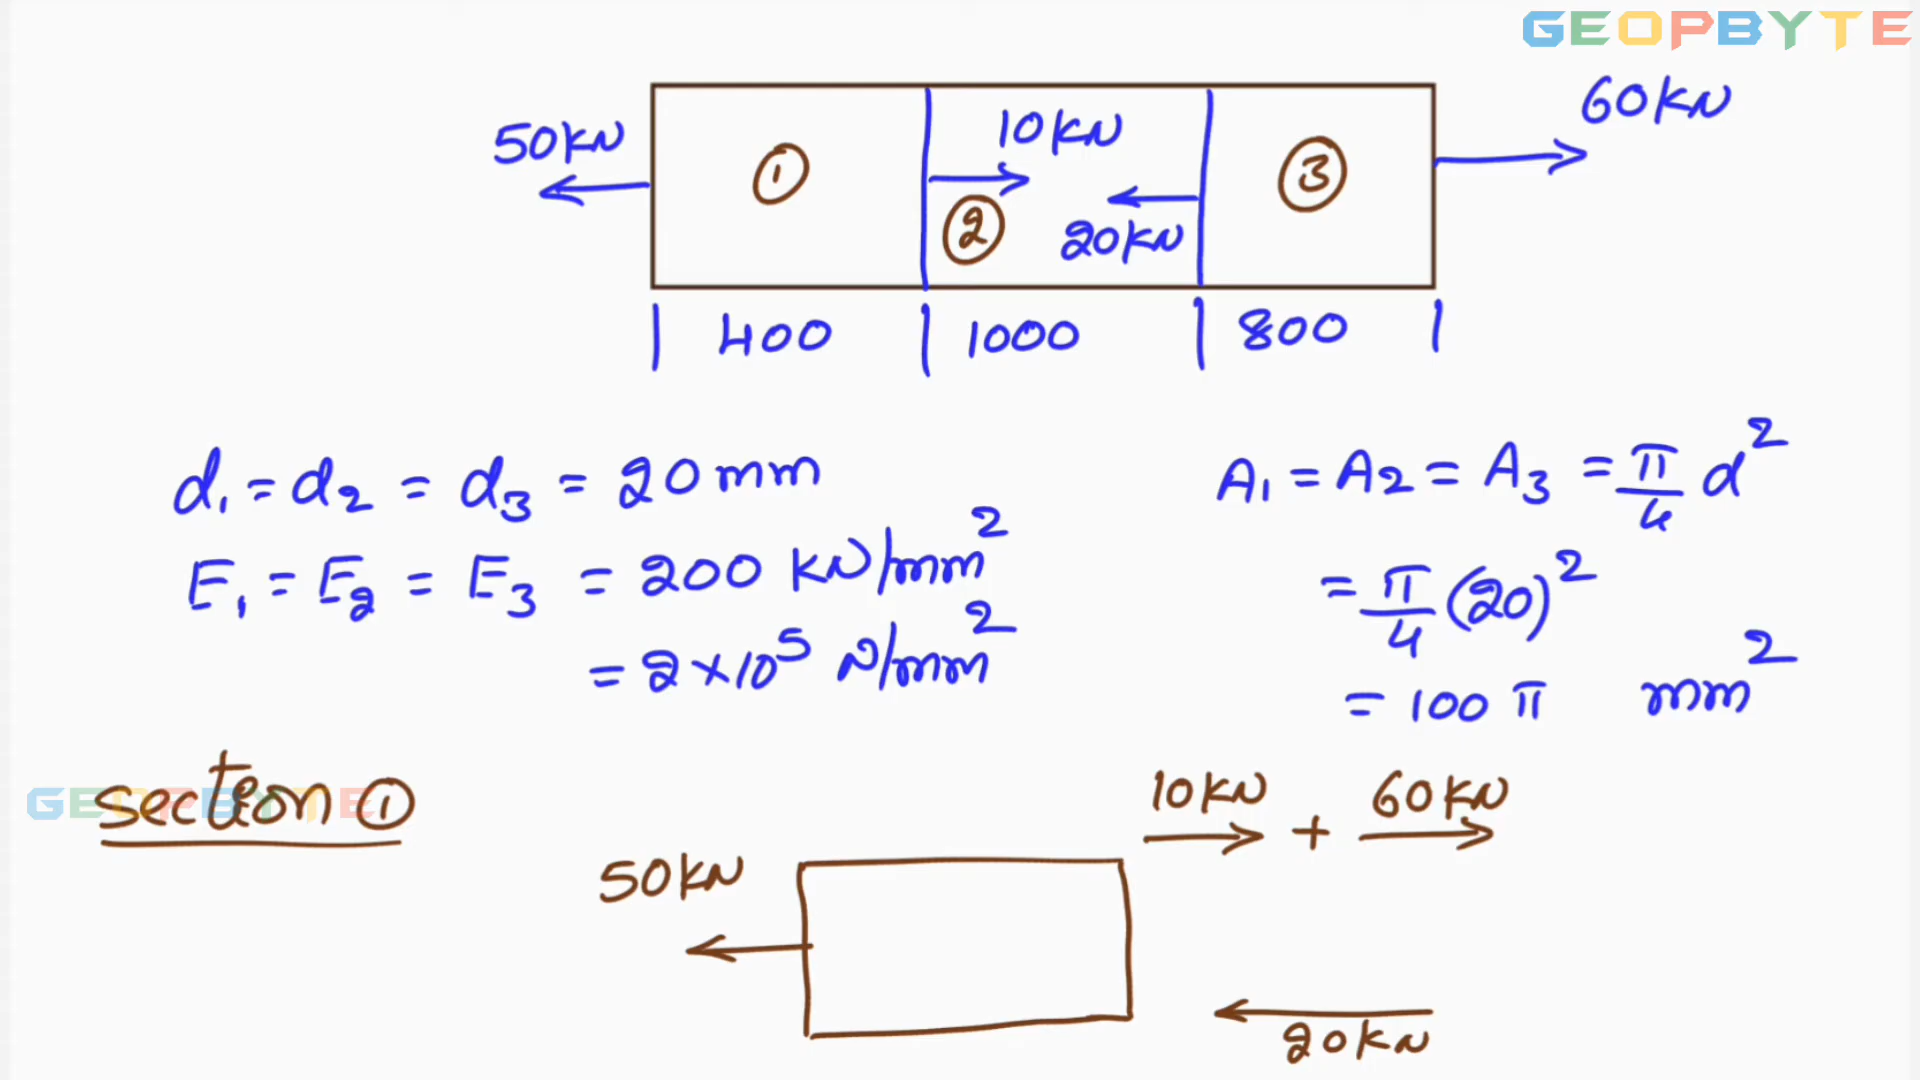 GEOPBYTE
60kN
50kN ① 10kN ③
② 20kN
400 1000 800
d₁ = d₂ = d₃ = 20 mm
A₁ = A₂ = A₃ = π/4 d²
E₁ = E₂ = E₃ = 200 kN/mm²
= π/4 (20)²
= 2 × 10⁵ N/mm²
= 100 π mm²
section ①
GEOPBYTE
10kN + 60kN
50kN
20kN